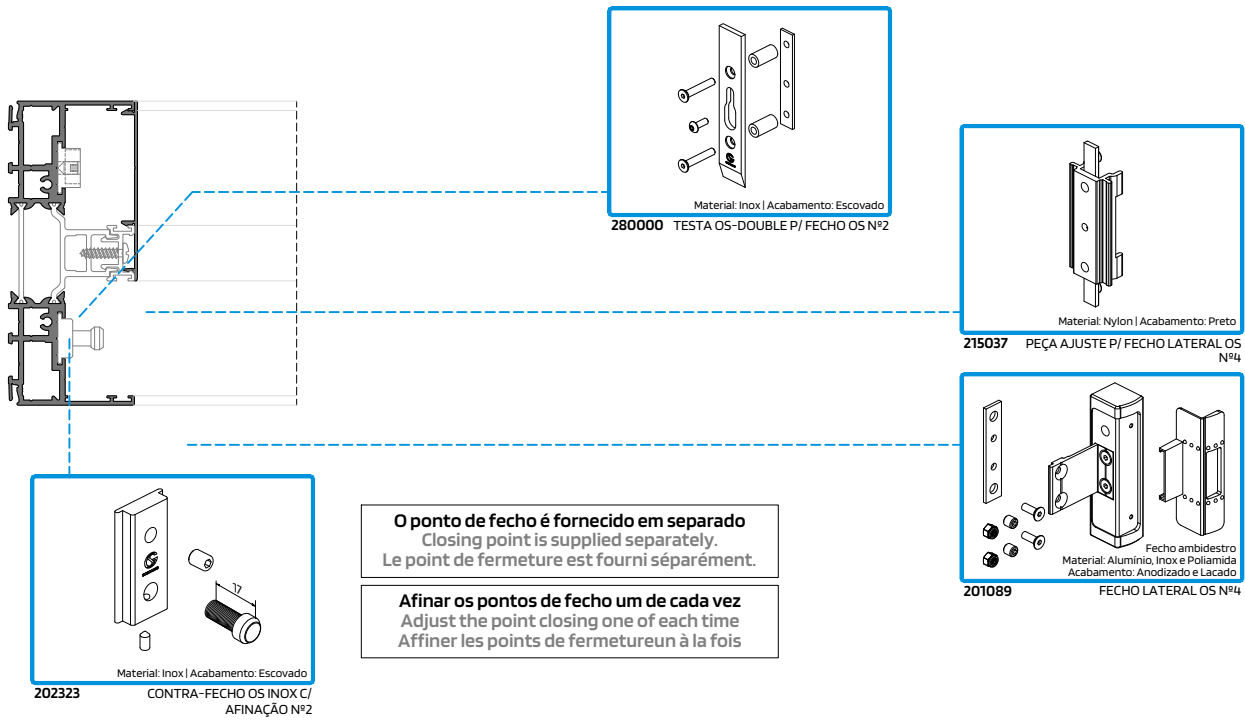 Material: Inox | Acabamento: Escovado
280000 TESTA OS-DOUBLE P/ FECHO OS Nº2
Material: Nylon | Acabamento: Preto
215037 PEÇA AJUSTE P/ FECHO LATERAL OS
Nº4
Fecho ambidestro
Material: Alumínio, Inox e Poliamida
Acabamento: Anodizado e Lacado
201089 FECHO LATERAL OS Nº4
17
Material: Inox | Acabamento: Escovado
202323 CONTRA-FECHO OS INOX C/
AFINAÇÃO Nº2
O ponto de fecho é fornecido em separado
Closing point is supplied separately.
Le point de fermeture est fourni séparément.
Afinar os pontos de fecho um de cada vez
Adjust the point closing one of each time
Affiner les points de fermetureun à la fois